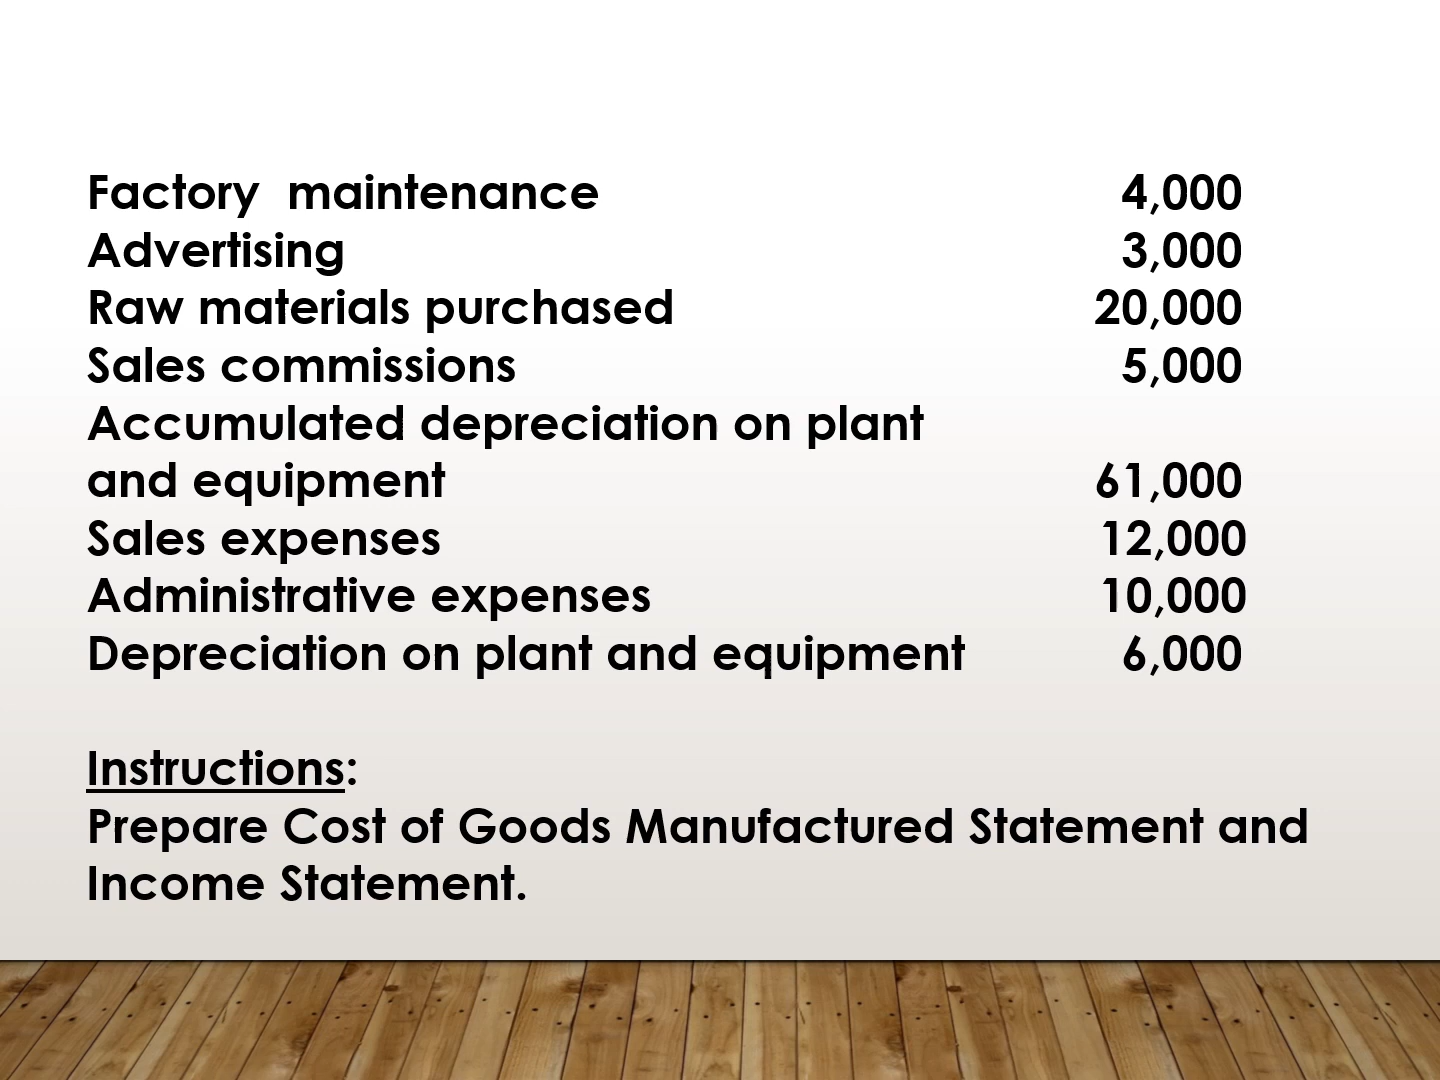 Factory  maintenance 4,000
Advertising 3,000
Raw materials purchased 20,000
Sales commissions 5,000
Accumulated depreciation on plant
and equipment 61,000
Sales expenses 12,000
Administrative expenses 10,000
Depreciation on plant and equipment 6,000
Instructions:
Prepare Cost of Goods Manufactured Statement and
Income Statement.